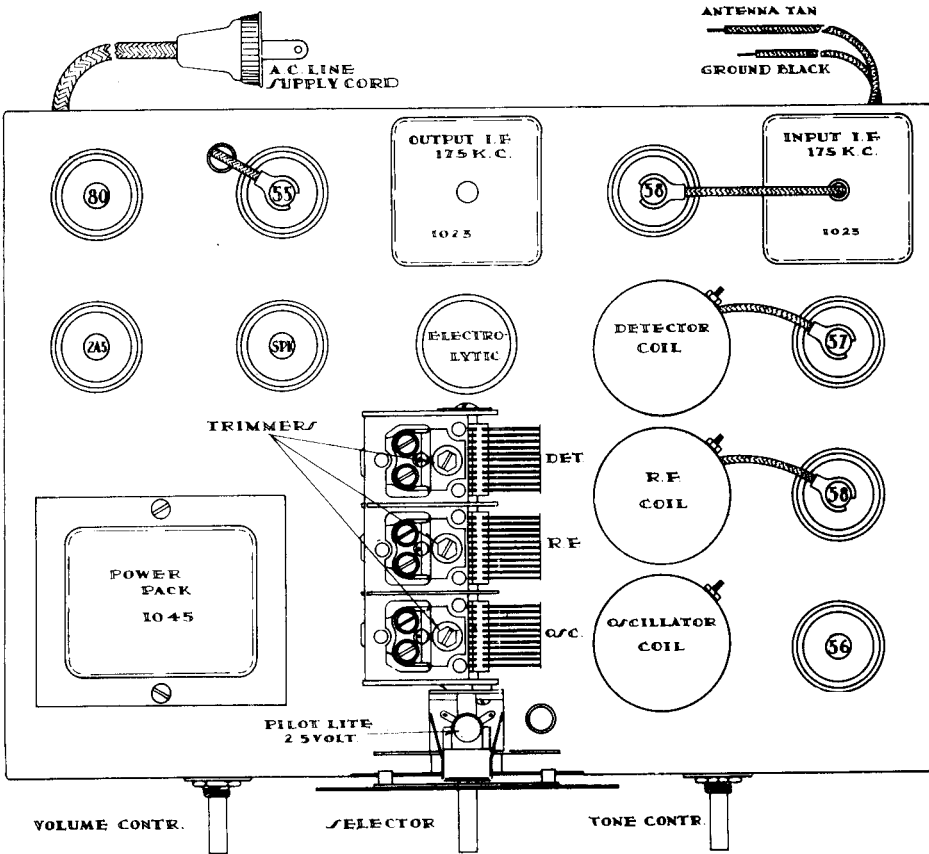 ANTENNA TAN
A.C. LINE
SUPPLY CORD
GROUND BLACK
OUTPUT I.F.
175 K.C.
1023
INPUT I.F.
175 K.C.
1025
80
55
58
2A5
SPK
ELECTRO-
LYTIC
DETECTOR
COIL
57
TRIMMERS
DET.
R.F.
COIL
58
R F
POWER
PACK
1045
OSC.
OSCILLATOR
COIL
56
PILOT LITE
2 5 VOLT.
VOLUME CONTR.
SELECTOR
TONE CONTR.